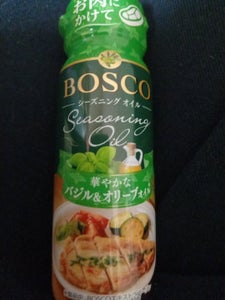 お肉に
かけて
BOSCO
シーズニング オイル
Seasoning
Oil
華やかな
バジル&オリーブオイル